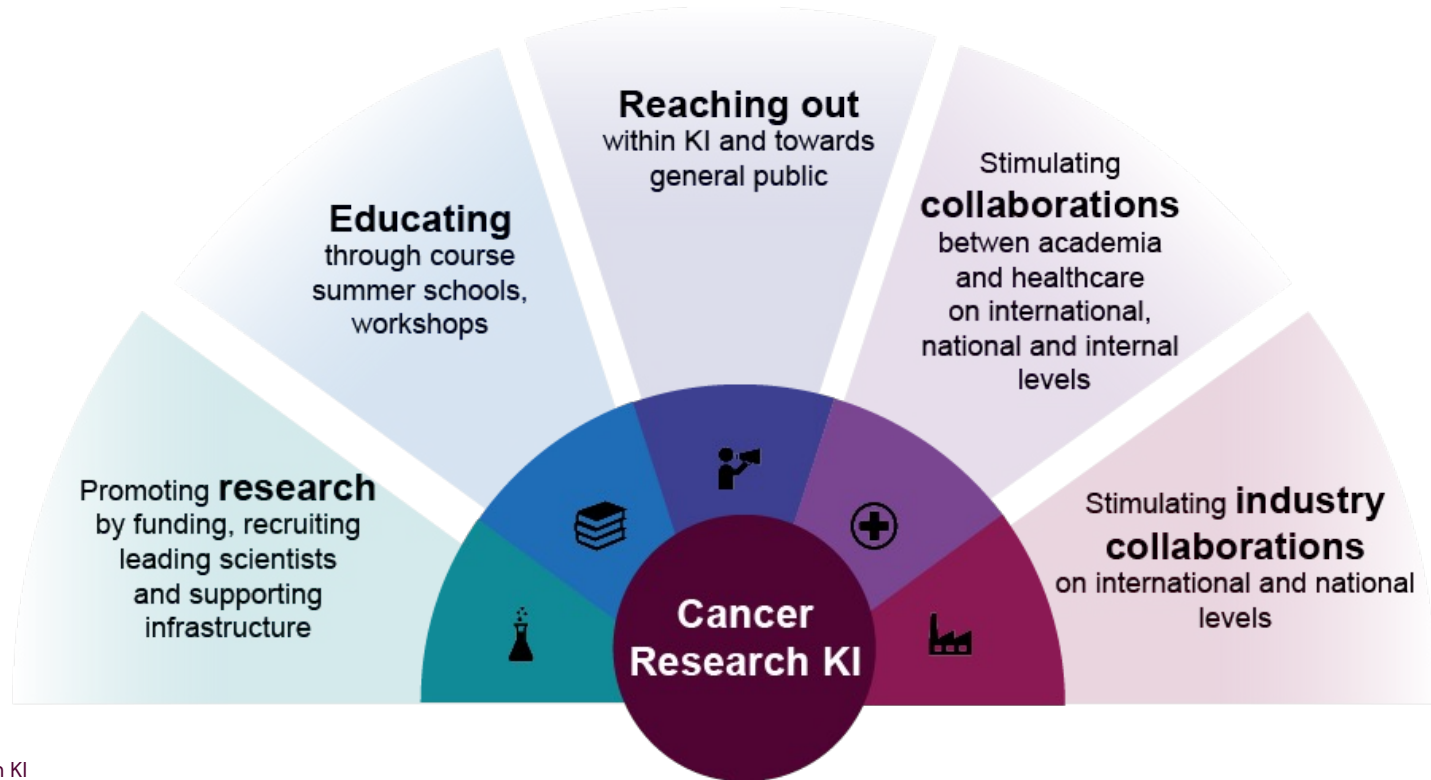 Reaching out
within KI and towards
general public
Educating
through course
summer schools,
workshops
Stimulating
collaborations
betwen academia
and healthcare
on international,
national and internal
levels
Promoting research
by funding, recruiting
leading scientists
and supporting
infrastructure
Stimulating industry
collaborations
on international and national
levels
Cancer
Research KI
KI